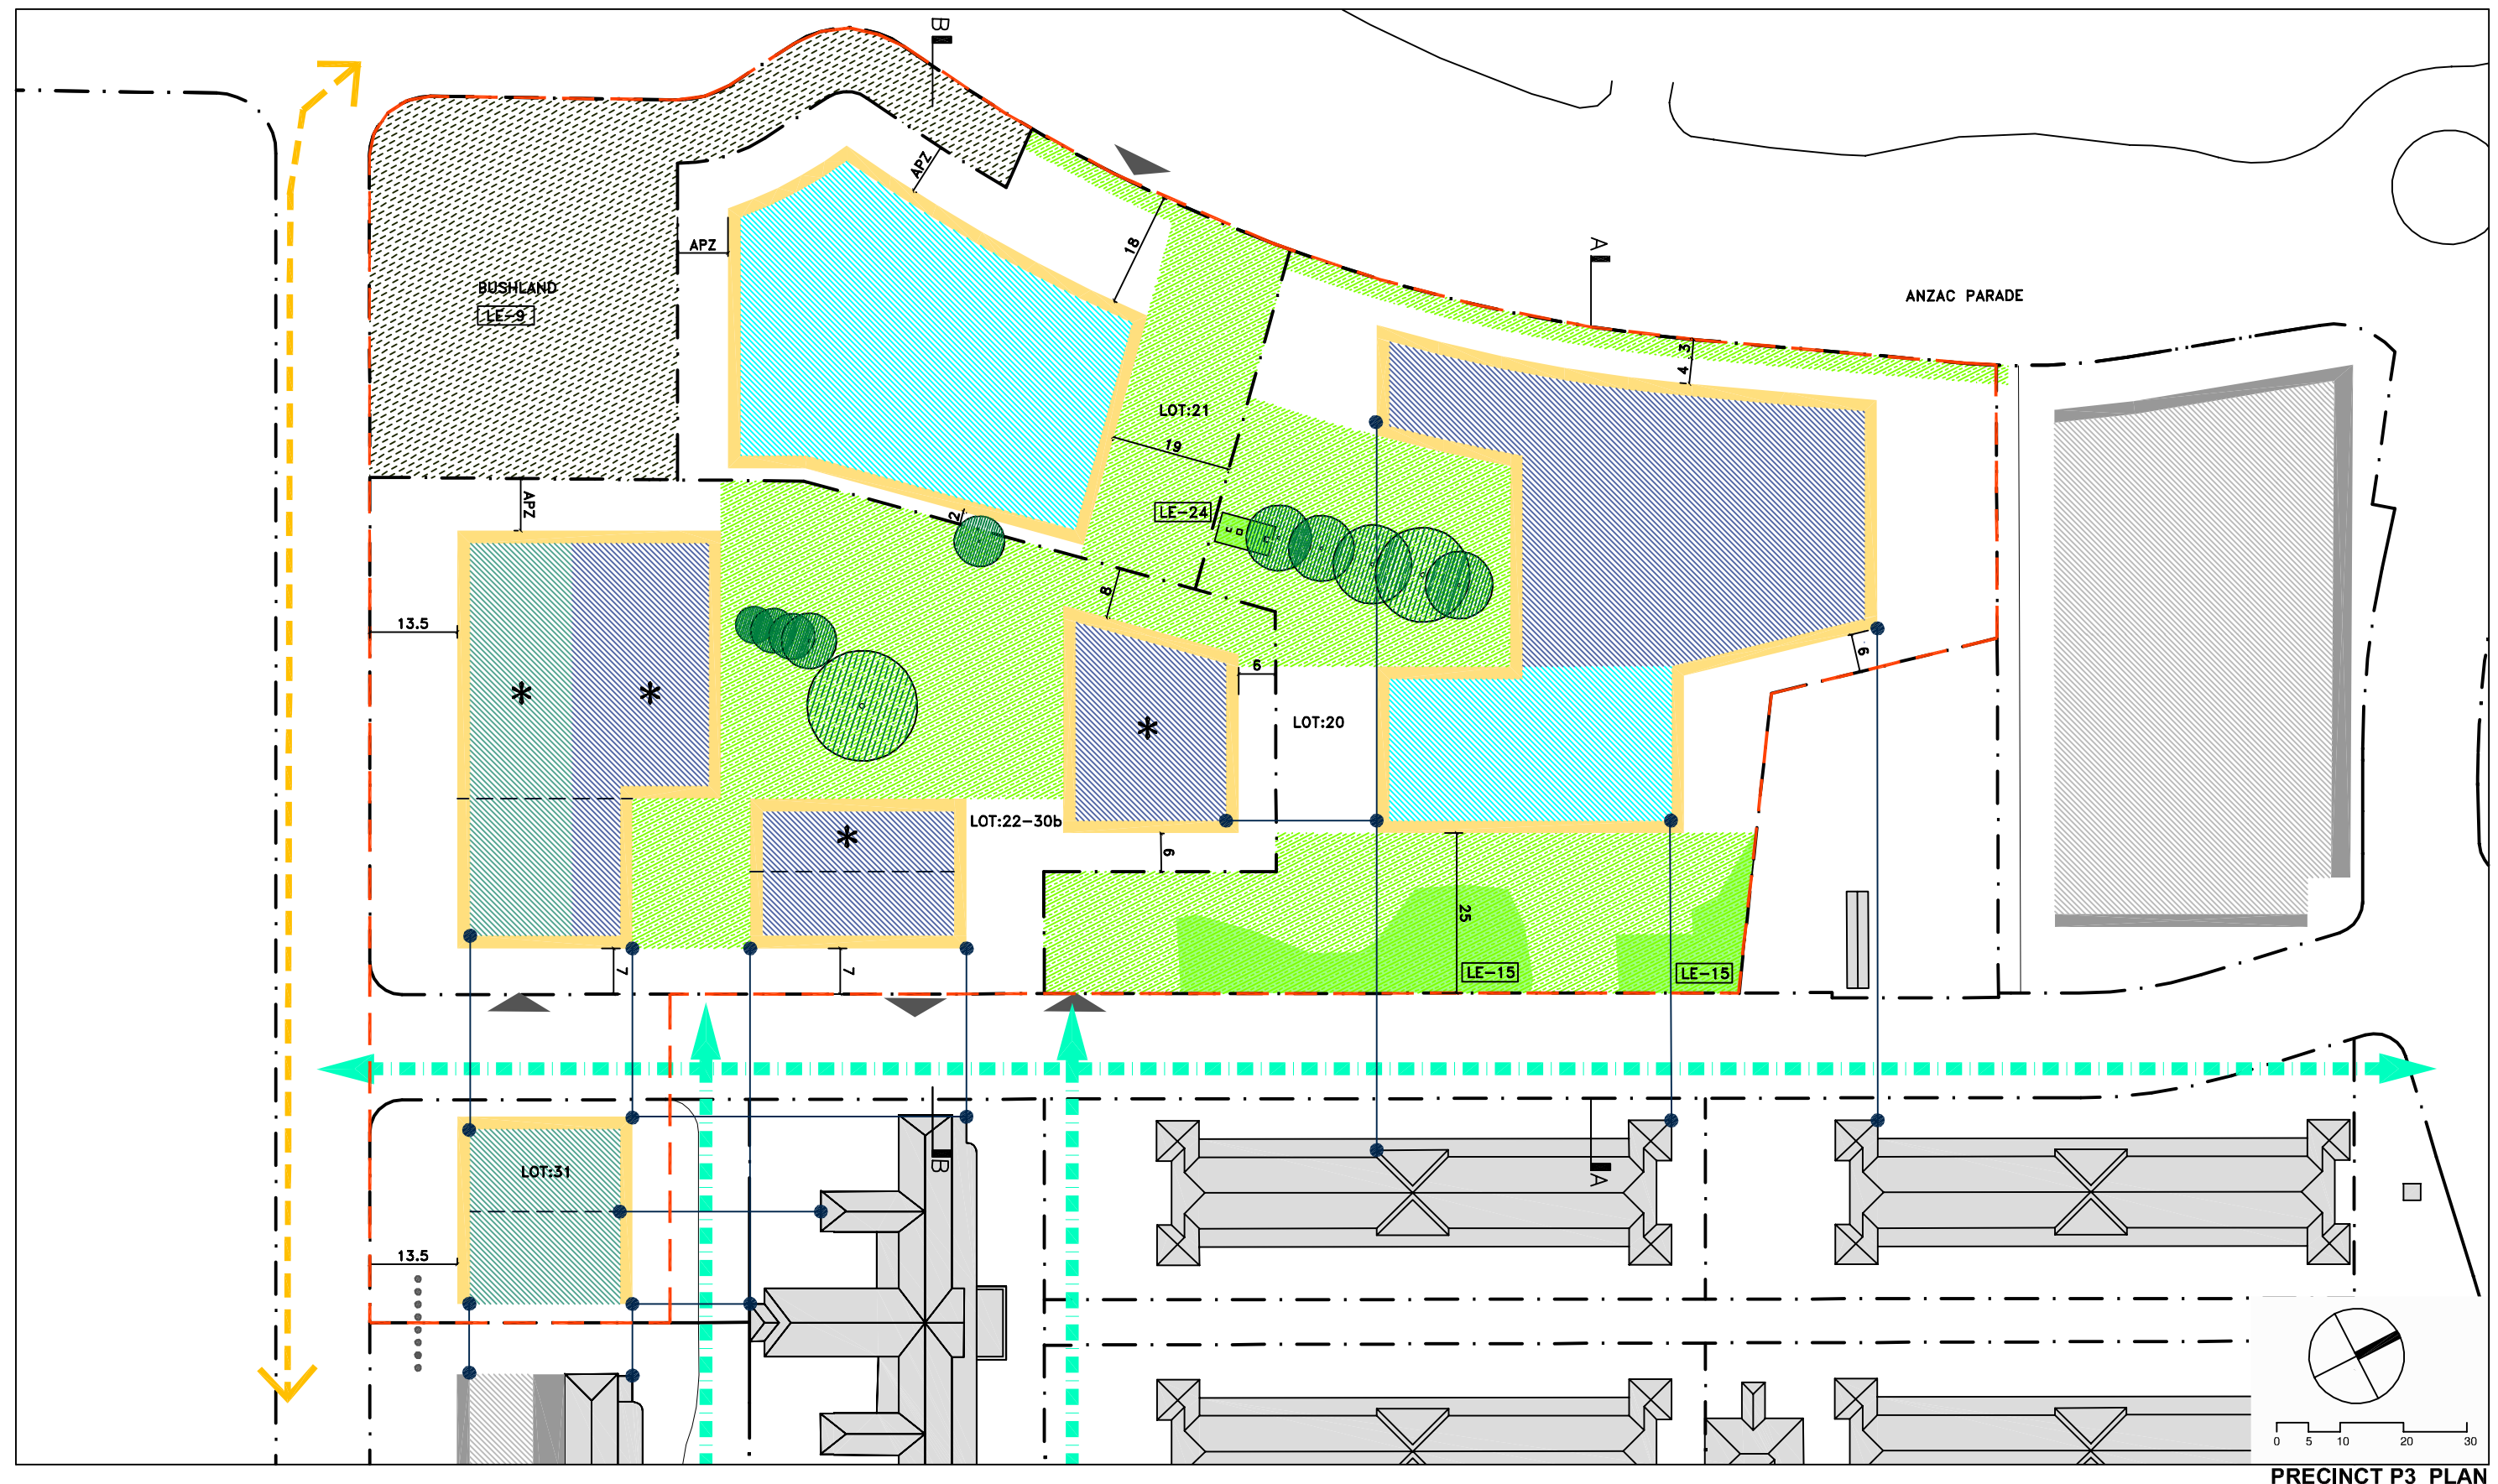 B
A
ANZAC PARADE
APZ
APZ
18
BUSHLAND
LE-9
3
4
LOT:21
19
LE-24
APZ
2
8
13.5
6
6
LOT:20
*
*
*
*
LOT:22-30b
6
25
LE-15
LE-15
7
7
B
A
LOT:31
13.5
0 5 10 20 30
PRECINCT P3 PLAN